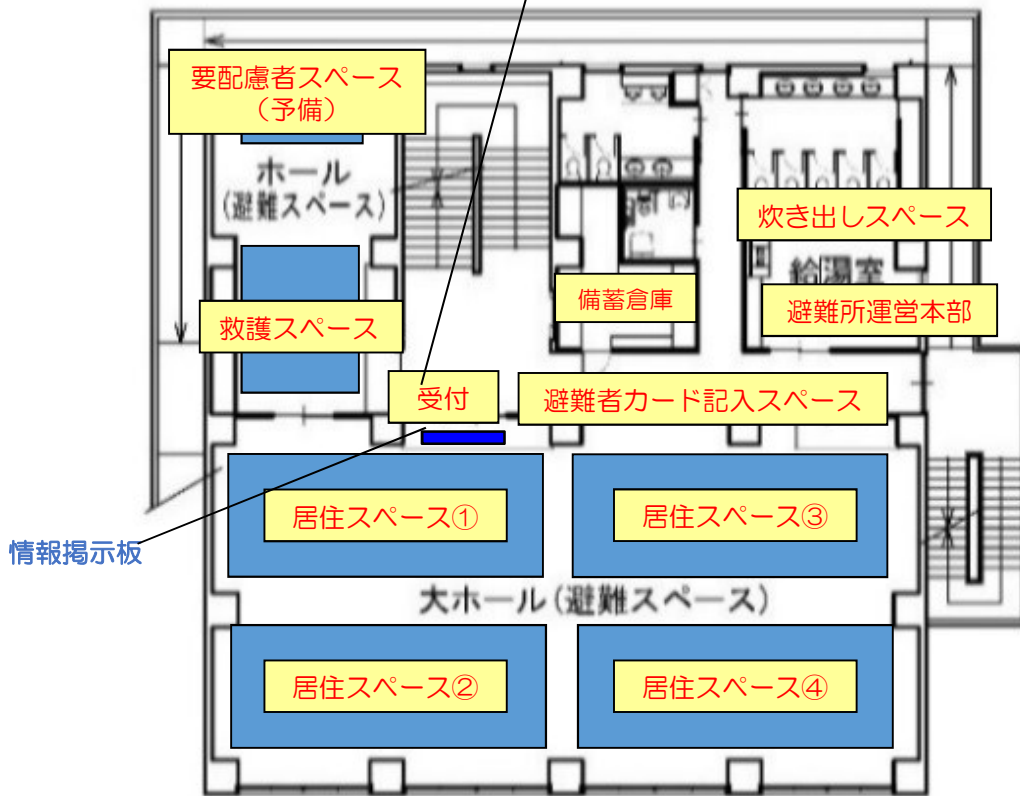 要配慮者スペース
（予備）
ホール
(避難スペース)
炊き出しスペース
給湯室
備蓄倉庫
避難所運営本部
救護スペース
受付
避難者カード記入スペース
居住スペース①
居住スペース③
情報掲示板
大ホール(避難スペース)
居住スペース②
居住スペース④